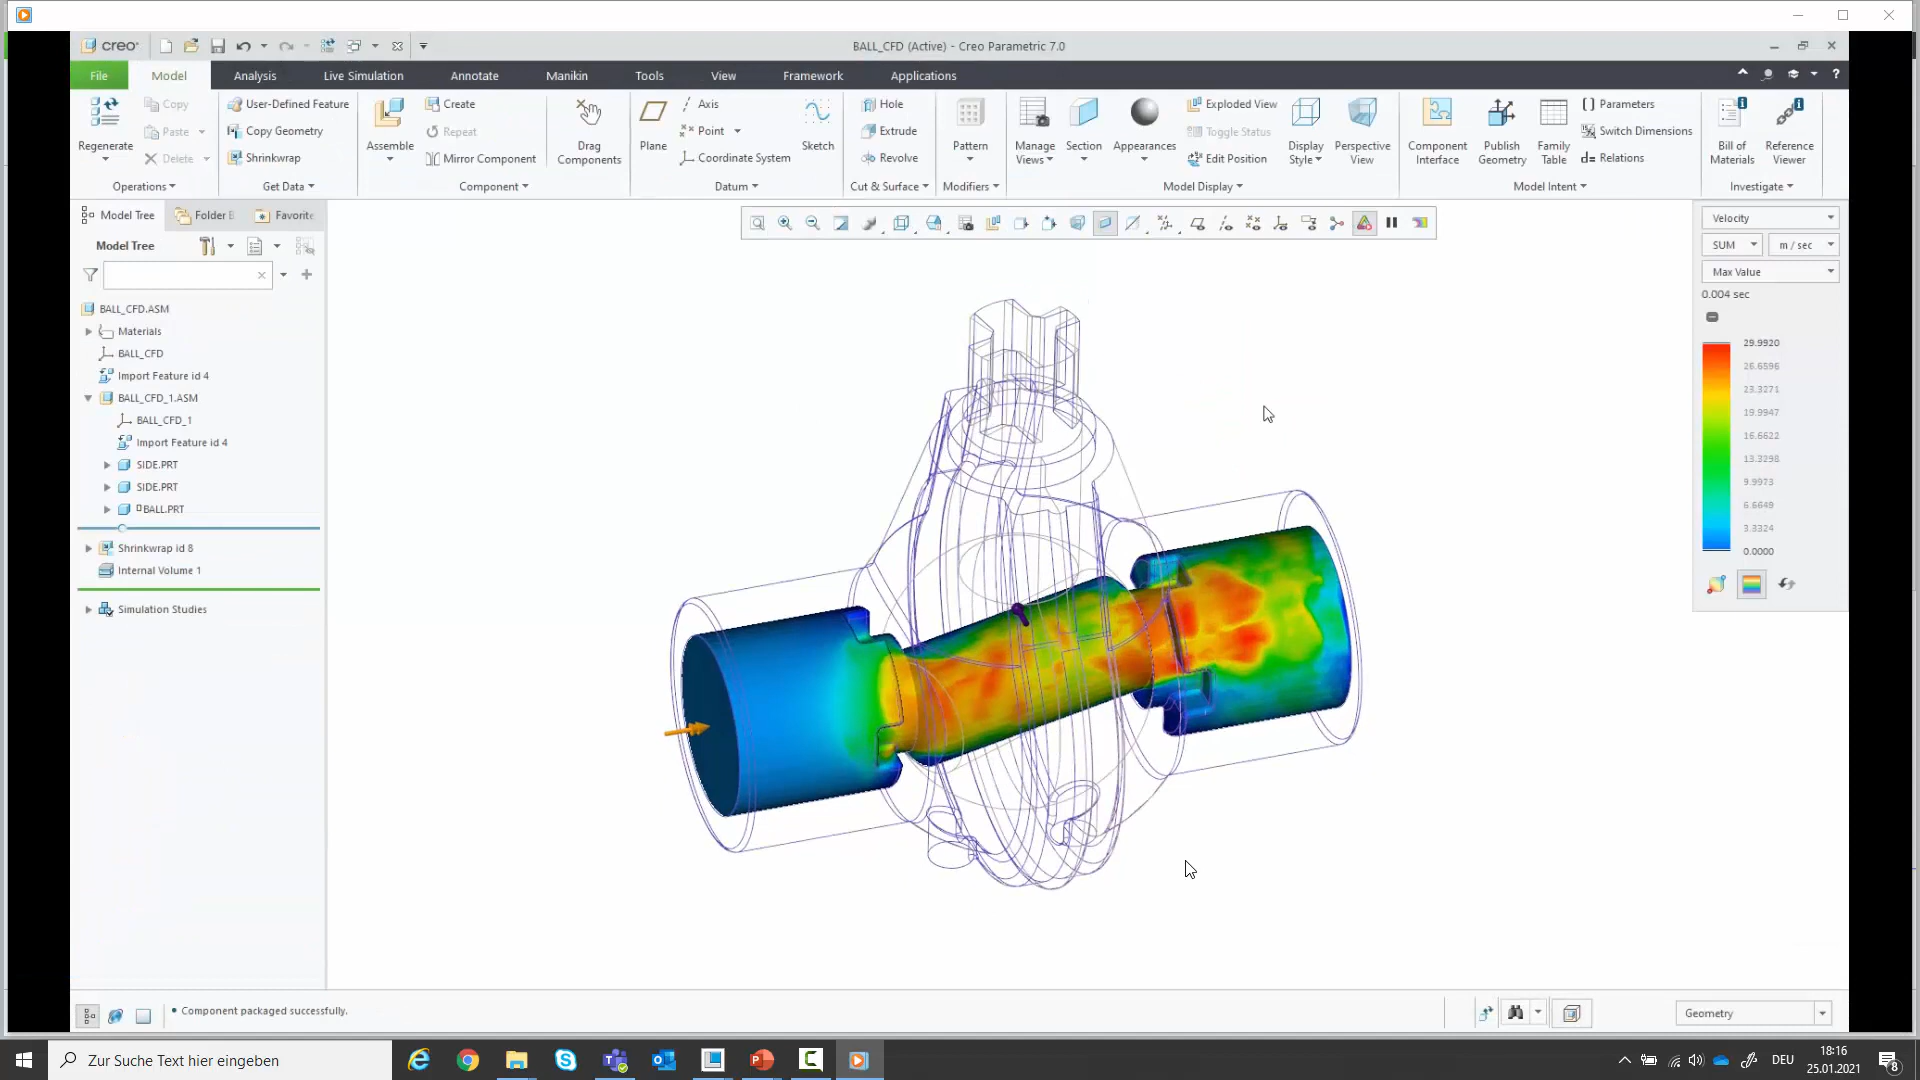 creo
BALL_CFD (Active) - Creo Parametric 7.0
File
Model
Analysis
Live Simulation
Annotate
Manikin
Tools
View
Framework
Applications
Regenerate
Copy
Paste
Delete
Operations
User-Defined Feature
Copy Geometry
Shrinkwrap
Get Data
Assemble
Create
Repeat
Mirror Component
Component
Drag
Components
Plane
Axis
Point
Coordinate System
Sketch
Datum
Hole
Extrude
Revolve
Cut & Surface
Pattern
Modifiers
Manage
Views
Section
Appearances
Exploded View
Toggle Status
Edit Position
Display
Style
Perspective
View
Model Display
Component
Interface
Publish
Geometry
Family
Table
Parameters
Switch Dimensions
Relations
Model Intent
Bill of
Materials
Reference
Viewer
Investigate
Model Tree
Folder
Favorite
Model Tree
BALL_CFD.ASM
Materials
BALL_CFD
Import Feature id 4
BALL_CFD_1.ASM
BALL_CFD_1
Import Feature id 4
SIDE.PRT
SIDE.PRT
BALL.PRT
Shrinkwrap id 8
Internal Volume 1
Simulation Studies
Velocity
SUM
m / sec
Max Value
0.004 sec
29.9920
26.6596
23.3271
19.9947
16.6622
13.3298
9.9973
6.6649
3.3324
0.0000
• Component packaged successfully.
Geometry
Zur Suche Text hier eingeben
DEU
18:16
25.01.2021
8